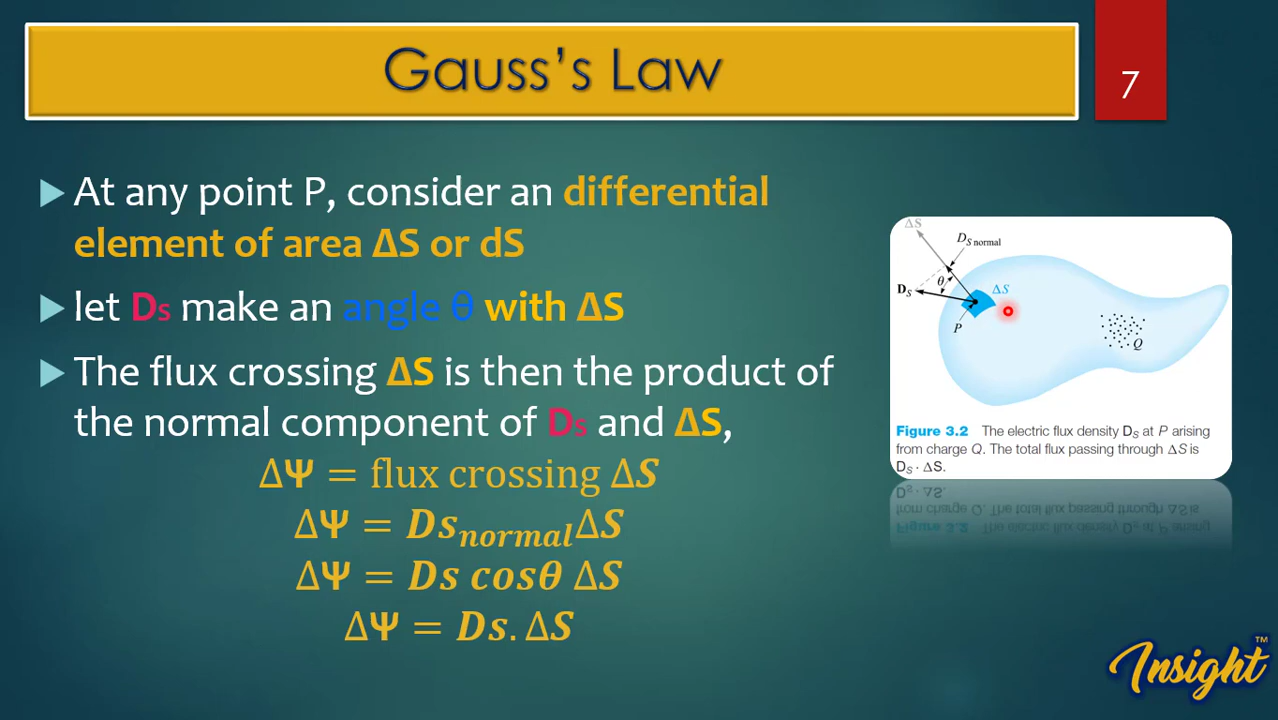 Gauss's Law
7
At any point P, consider an differential
element of area ΔS or dS
let Ds make an angle θ with ΔS
The flux crossing ΔS is then the product of
the normal component of Ds and ΔS,
ΔΨ = flux crossing ΔS
ΔΨ = Ds_normal ΔS
ΔΨ = Ds cosθ ΔS
ΔΨ = Ds. ΔS
ΔS
D_S normal
θ
D_S
ΔS
P
Q
Figure 3.2 The electric flux density D_S at P arising
from charge Q. The total flux passing through ΔS is
D_S · ΔS.
Insight™